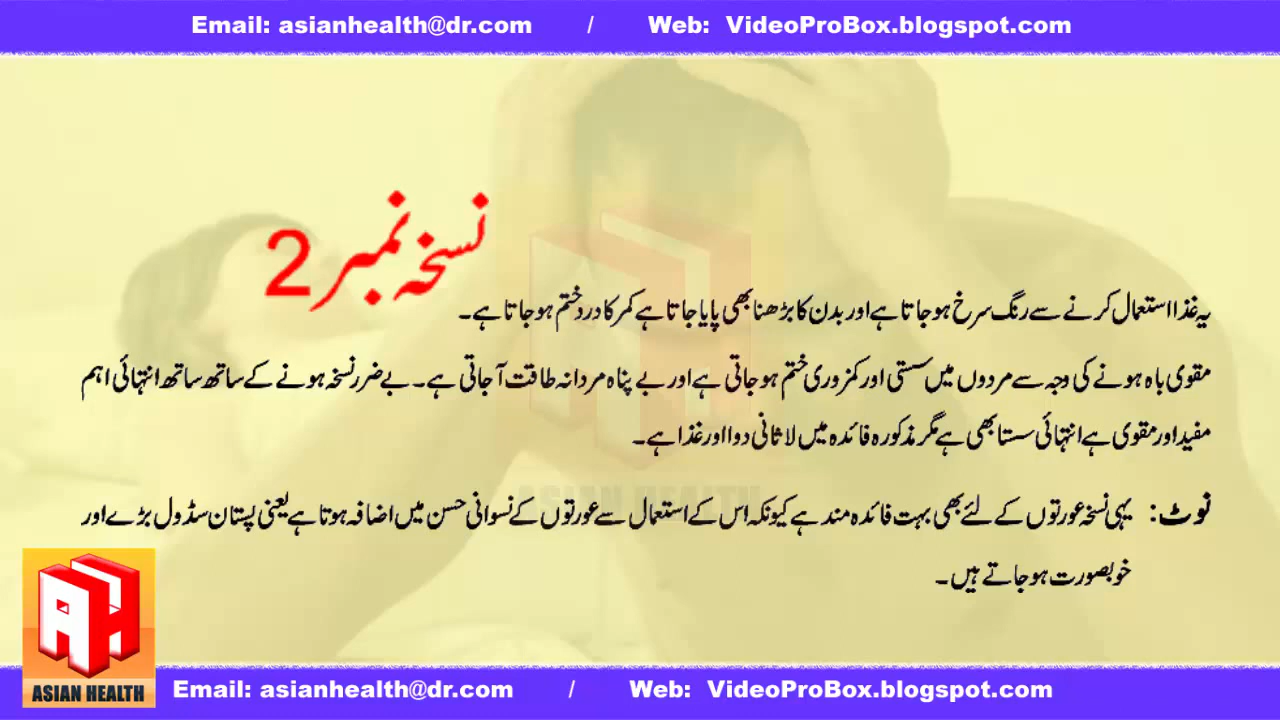 Email: asianhealth@dr.com / Web: VideoProBox.blogspot.com
نسخہ نمبر 2
یہ غذا استعمال کرنے سے رنگ سرخ ہو جاتا ہے اور بدن کا بڑھنا بھی پایا جاتا ہے کمر کا درد ختم ہو جاتا ہے۔
مقوی باہ ہونے کی وجہ سے مردوں میں سستی اور کمزوری ختم ہو جاتی ہے اور بے پناہ مردانہ طاقت آ جاتی ہے۔ بے ضرر نسخہ ہونے کے ساتھ ساتھ انتہائی اہم
مفید اور مقوی ہے انتہائی سستا بھی ہے مگر مذکورہ فائدہ میں لاثانی دوا اور غذا ہے۔
نوٹ: یہی نسخہ عورتوں کے لئے بھی بہت فائدہ مند ہے کیونکہ اس کے استعمال سے عورتوں کے نسوانی حسن میں اضافہ ہوتا ہے یعنی پستان سڈول بڑے اور
خوبصورت ہو جاتے ہیں۔
ASIAN HEALTH
AH
ASIAN HEALTH
Email: asianhealth@dr.com / Web: VideoProBox.blogspot.com